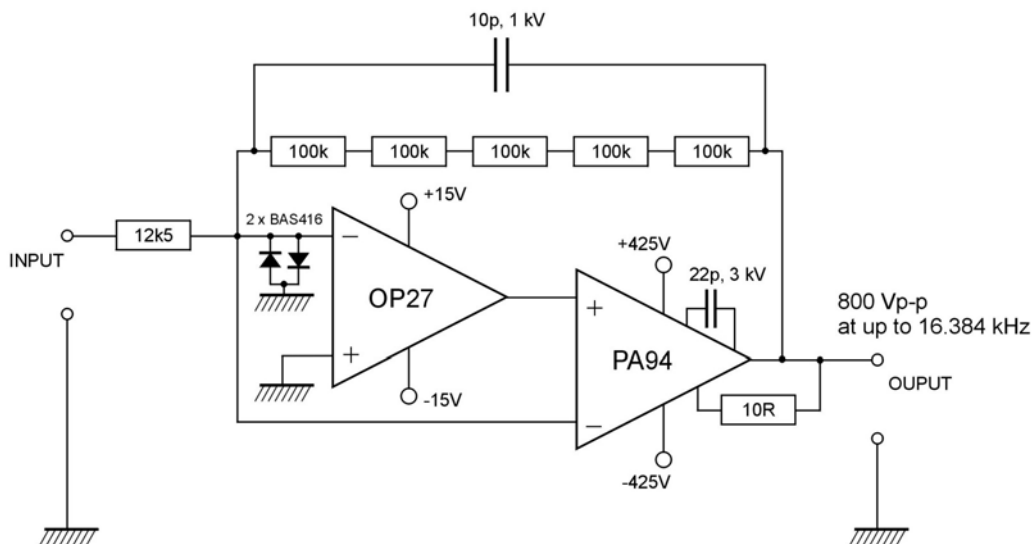 10p, 1 kV
100k
100k
100k
100k
100k
+15V
2 x BAS416
12k5
INPUT
−
OP27
+
-15V
+425V
22p, 3 kV
+
PA94
−
10R
-425V
800 Vp-p
at up to 16.384 kHz
OUPUT